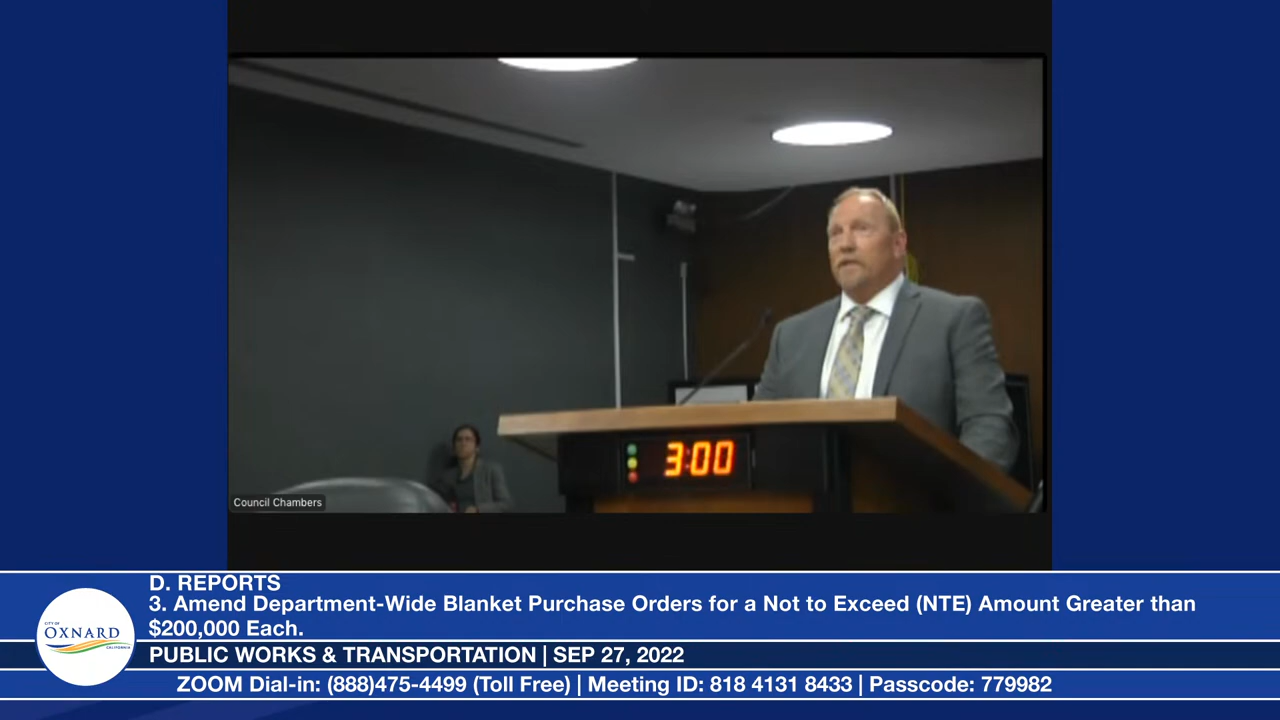 3:00
Council Chambers
D. REPORTS
3. Amend Department-Wide Blanket Purchase Orders for a Not to Exceed (NTE) Amount Greater than
$200,000 Each.
CITY OF
OXNARD
CALIFORNIA
PUBLIC WORKS & TRANSPORTATION | SEP 27, 2022
ZOOM Dial-in: (888)475-4499 (Toll Free) | Meeting ID: 818 4131 8433 | Passcode: 779982